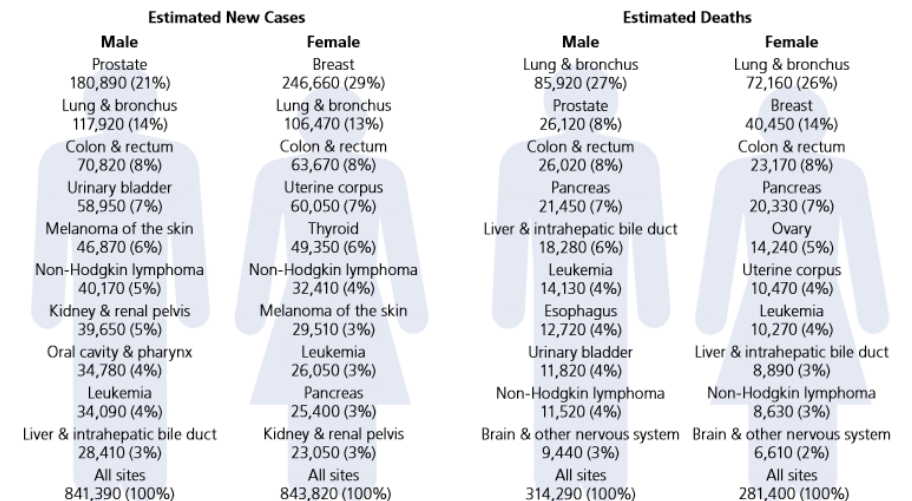 Estimated New Cases
Male
Prostate
180,890 (21%)
Lung & bronchus
117,920 (14%)
Colon & rectum
70,820 (8%)
Urinary bladder
58,950 (7%)
Melanoma of the skin
46,870 (6%)
Non-Hodgkin lymphoma
40,170 (5%)
Kidney & renal pelvis
39,650 (5%)
Oral cavity & pharynx
34,780 (4%)
Leukemia
34,090 (4%)
Liver & intrahepatic bile duct
28,410 (3%)
All sites
841,390 (100%)
Female
Breast
246,660 (29%)
Lung & bronchus
106,470 (13%)
Colon & rectum
63,670 (8%)
Uterine corpus
60,050 (7%)
Thyroid
49,350 (6%)
Non-Hodgkin lymphoma
32,410 (4%)
Melanoma of the skin
29,510 (3%)
Leukemia
26,050 (3%)
Pancreas
25,400 (3%)
Kidney & renal pelvis
23,050 (3%)
All sites
843,820 (100%)
Estimated Deaths
Male
Lung & bronchus
85,920 (27%)
Prostate
26,120 (8%)
Colon & rectum
26,020 (8%)
Pancreas
21,450 (7%)
Liver & intrahepatic bile duct
18,280 (6%)
Leukemia
14,130 (4%)
Esophagus
12,720 (4%)
Urinary bladder
11,820 (4%)
Non-Hodgkin lymphoma
11,520 (4%)
Brain & other nervous system
9,440 (3%)
All sites
314,290 (100%)
Female
Lung & bronchus
72,160 (26%)
Breast
40,450 (14%)
Colon & rectum
23,170 (8%)
Pancreas
20,330 (7%)
Ovary
14,240 (5%)
Uterine corpus
10,470 (4%)
Leukemia
10,270 (4%)
Liver & intrahepatic bile duct
8,890 (3%)
Non-Hodgkin lymphoma
8,630 (3%)
Brain & other nervous system
6,610 (2%)
All sites
281,400 (100%)